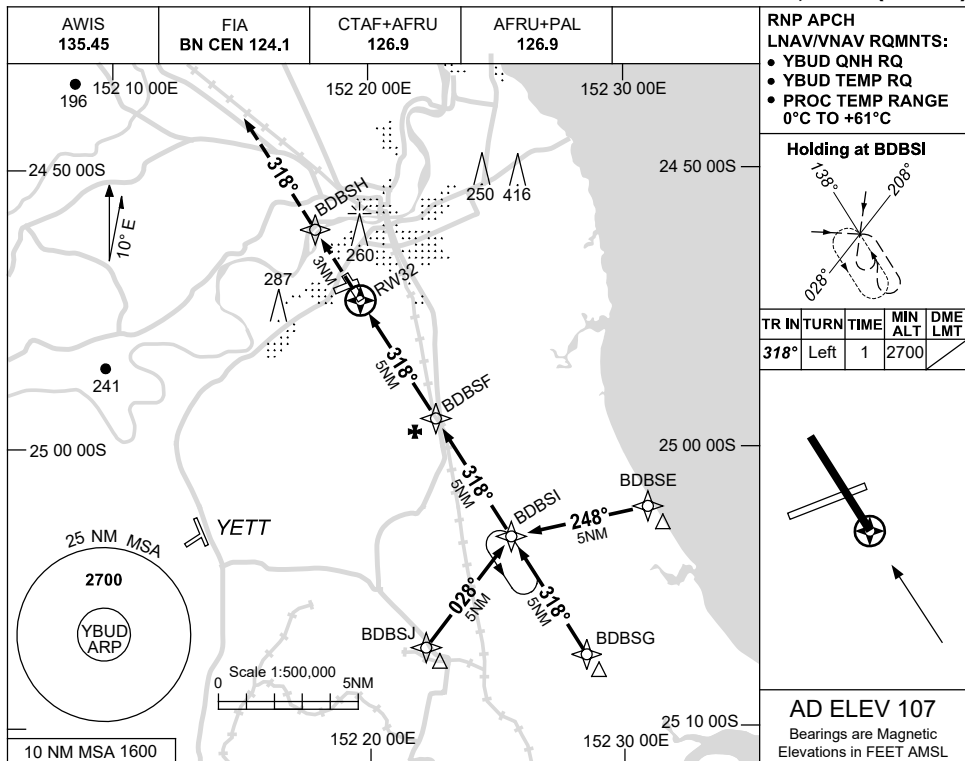 AWIS
135.45
FIA
BN CEN 124.1
CTAF+AFRU
126.9
AFRU+PAL
126.9
RNP APCH
LNAV/VNAV RQMNTS:
• YBUD QNH RQ
• YBUD TEMP RQ
• PROC TEMP RANGE
0°C TO +61°C
152 10 00E
152 20 00E
152 30 00E
196
24 50 00S
24 50 00S
10° E
318°
BDBSH
250
416
260
3NM
287
RW32
241
318°
5NM
BDBSF
25 00 00S
25 00 00S
318°
5NM
BDBSI
BDBSE
248°
5NM
YETT
25 NM MSA
2700
YBUD
ARP
028°
5NM
318°
5NM
BDBSJ
BDBSG
Scale 1:500,000
0
5NM
25 10 00S
10 NM MSA 1600
152 20 00E
152 30 00E
Holding at BDBSI
138°
208°
028°
TR IN
TURN
TIME
MIN
ALT
DME
LMT
318°
Left
1
2700
AD ELEV 107
Bearings are Magnetic
Elevations in FEET AMSL